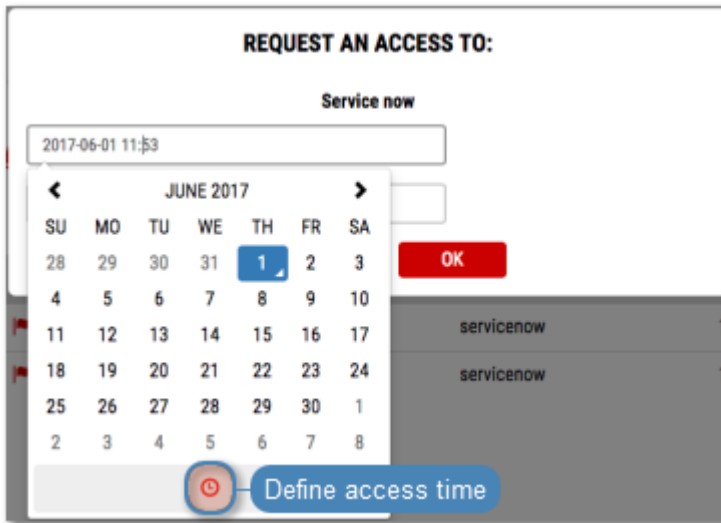 REQUEST AN ACCESS TO:
Service now
2017-06-01 11:53
JUNE 2017
SU MO TU WE TH FR SA
28 29 30 31 1 2 3
OK
4 5 6 7 8 9 10
11 12 13 14 15 16 17
servicenow
18 19 20 21 22 23 24
servicenow
25 26 27 28 29 30 1
2 3 4 5 6 7 8
Define access time